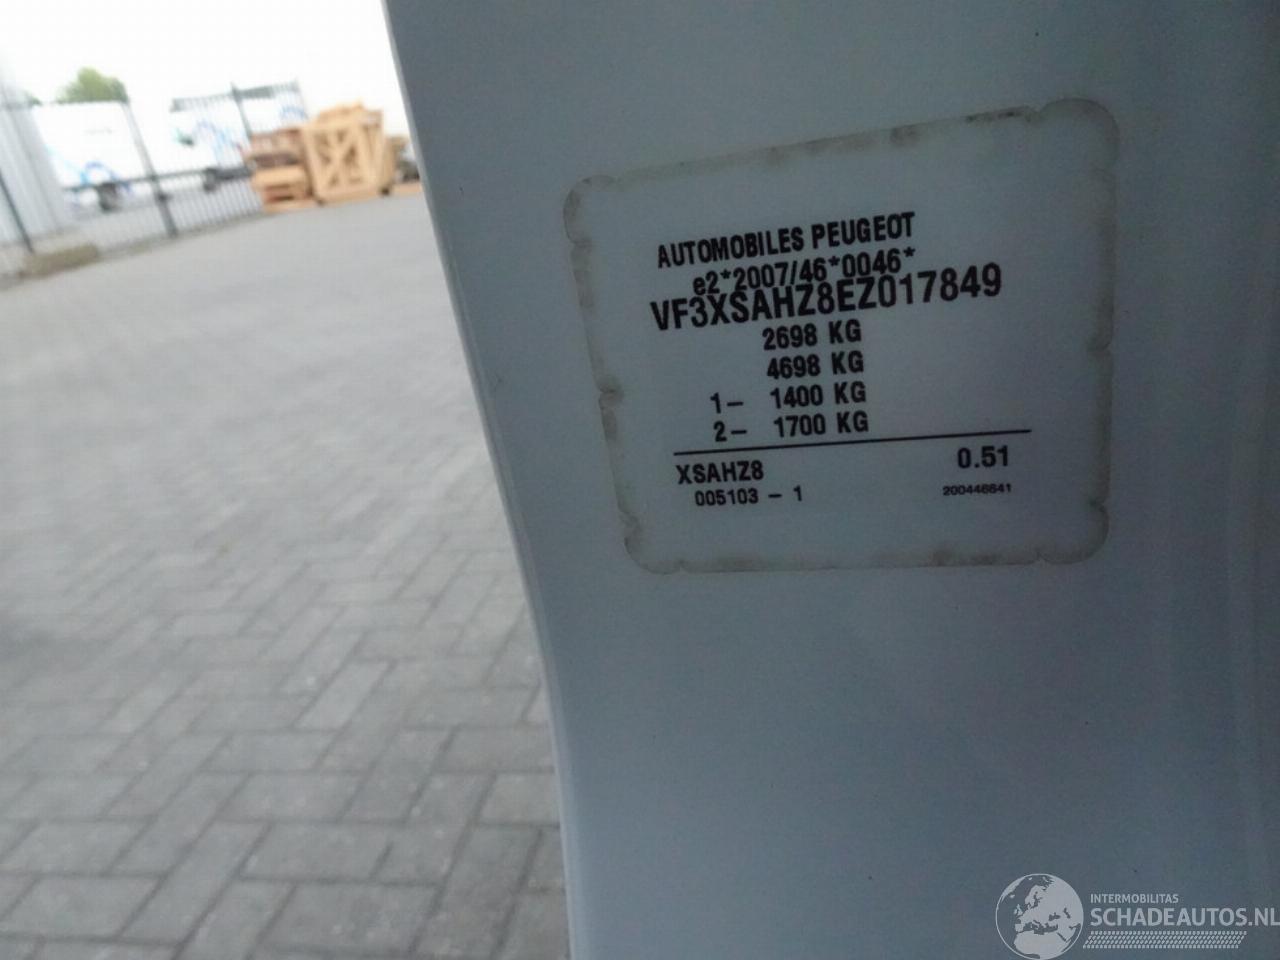 AUTOMOBILES PEUGEOT
e2*2007/46*0046*
VF3XSAHZ8EZ017849
2698 KG
4698 KG
1- 1400 KG
2- 1700 KG
XSAHZ8 0.51
005103 - 1 200446641
INTERMOBILITAS
SCHADEAUTOS.NL